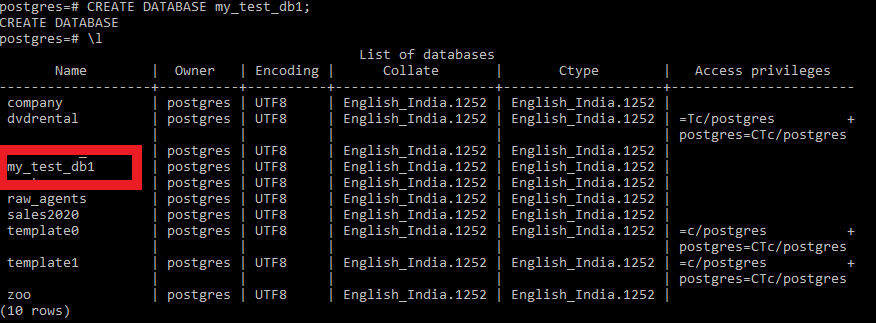 postgres=# CREATE DATABASE my_test_db1;
CREATE DATABASE
postgres=# \l
List of databases
Name | Owner | Encoding | Collate | Ctype | Access privileges
-----------+----------+----------+--------------------+--------------------+-----------------------
company | postgres | UTF8 | English_India.1252 | English_India.1252 |
dvdrental | postgres | UTF8 | English_India.1252 | English_India.1252 | =Tc/postgres +
| | | | | postgres=CTc/postgres
| postgres | UTF8 | English_India.1252 | English_India.1252 |
my_test_db1 | postgres | UTF8 | English_India.1252 | English_India.1252 |
| postgres | UTF8 | English_India.1252 | English_India.1252 |
raw_agents | postgres | UTF8 | English_India.1252 | English_India.1252 |
sales2020 | postgres | UTF8 | English_India.1252 | English_India.1252 |
template0 | postgres | UTF8 | English_India.1252 | English_India.1252 | =c/postgres +
| | | | | postgres=CTc/postgres
template1 | postgres | UTF8 | English_India.1252 | English_India.1252 | =c/postgres +
| | | | | postgres=CTc/postgres
zoo | postgres | UTF8 | English_India.1252 | English_India.1252 |
(10 rows)